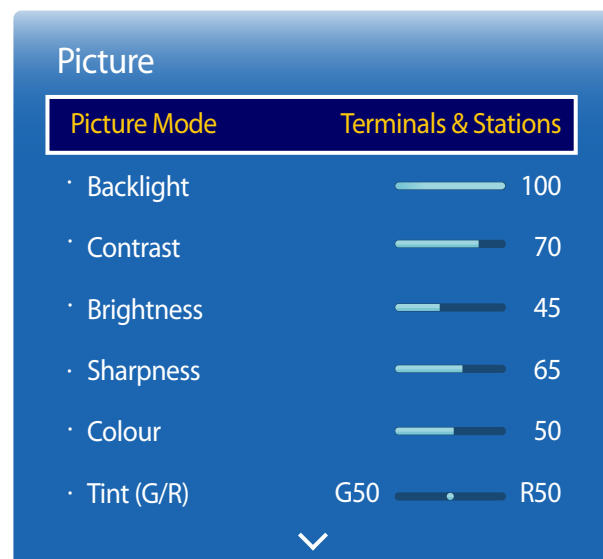 Picture
Picture Mode Terminals & Stations
· Backlight 100
· Contrast 70
· Brightness 45
· Sharpness 65
· Colour 50
· Tint (G/R) G50 R50